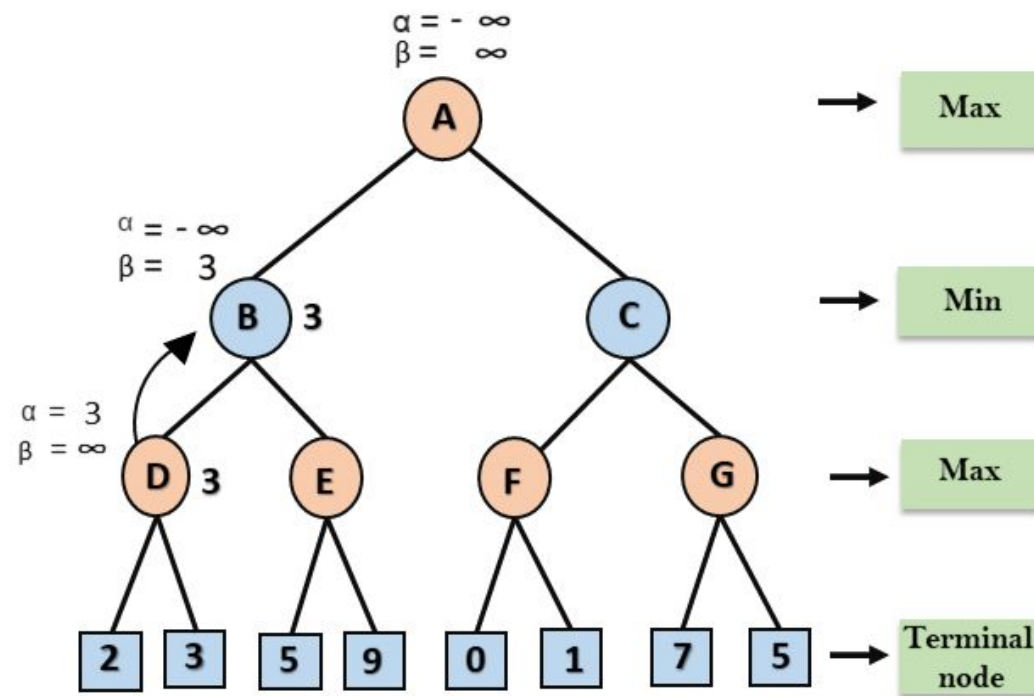 α = - ∞
β = ∞
A
Max
α = - ∞
β = 3
B
3
C
Min
α = 3
β = ∞
D
3
E
F
G
Max
2
3
5
9
0
1
7
5
Terminal
node